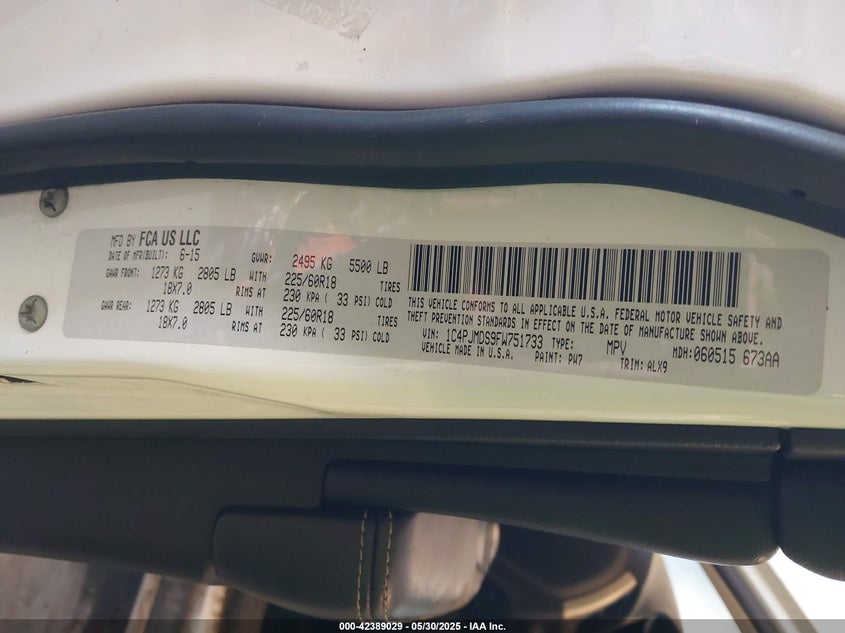 MFD BY FCA US LLC
DATE OF MFR(BUILT): 6-15 GVWR: 2495 KG 5500 LB
GAWR FRONT: 1273 KG 2805 LB WITH 225/60R18 TIRES
18X7.0 RIMS AT 230 KPA ( 33 PSI) COLD
GAWR REAR: 1273 KG 2805 LB WITH 225/60R18 TIRES
18X7.0 RIMS AT 230 KPA ( 33 PSI) COLD
THIS VEHICLE CONFORMS TO ALL APPLICABLE U.S.A. FEDERAL MOTOR VEHICLE SAFETY AND
THEFT PREVENTION STANDARDS IN EFFECT ON THE DATE OF MANUFACTURE SHOWN ABOVE.
VIN: 1C4PJMDS9FW751733 TYPE: MPV MDH:060515 673AA
VEHICLE MADE IN U.S.A. PAINT: PW7 TRIM: ALX9
000-42389029 - 05/30/2025 - IAA Inc.